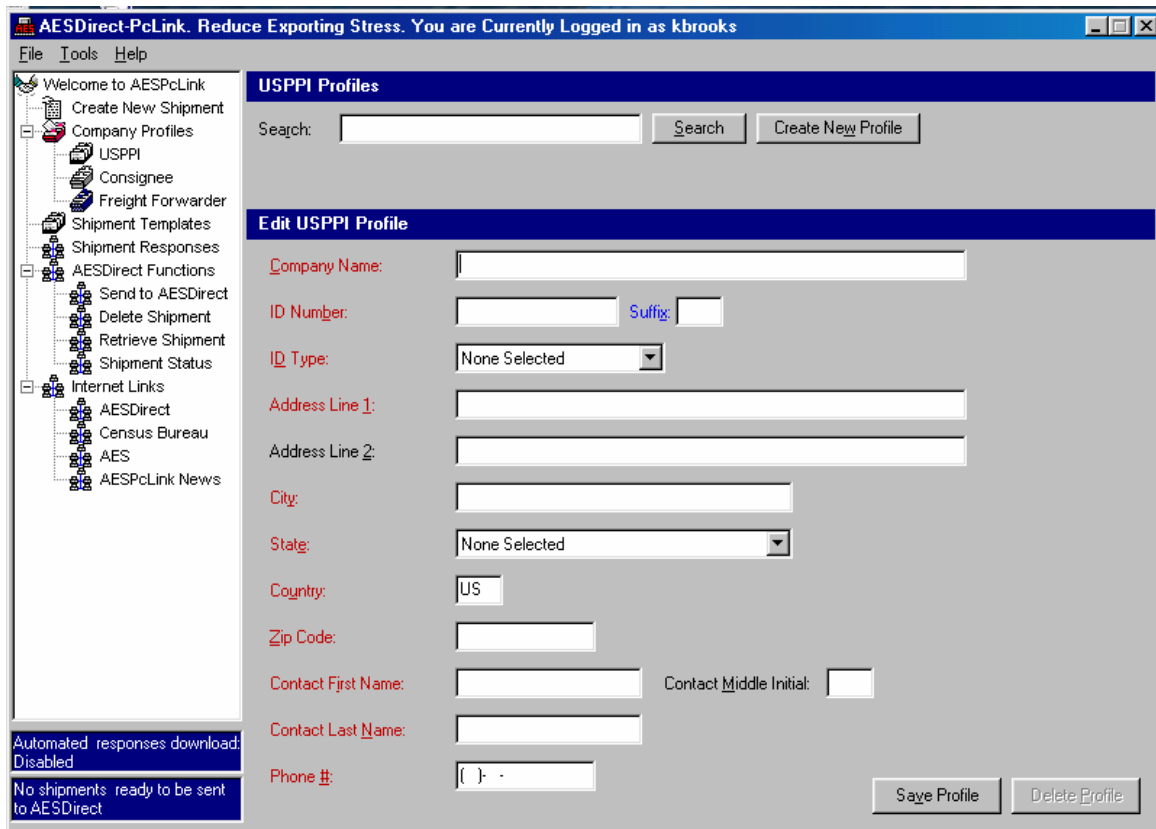 AESDirect-PcLink. Reduce Exporting Stress. You are Currently Logged in as kbrooks
File Tools Help
Welcome to AESPcLink
Create New Shipment
Company Profiles
USPPI
Consignee
Freight Forwarder
Shipment Templates
Shipment Responses
AESDirect Functions
Send to AESDirect
Delete Shipment
Retrieve Shipment
Shipment Status
Internet Links
AESDirect
Census Bureau
AES
AESPcLink News
Automated responses download:
Disabled
No shipments ready to be sent
to AESDirect
USPPI Profiles
Search: Search Create New Profile
Edit USPPI Profile
Company Name:
ID Number: Suffix:
ID Type: None Selected
Address Line 1:
Address Line 2:
City:
State: None Selected
Country: US
Zip Code:
Contact First Name: Contact Middle Initial:
Contact Last Name:
Phone #: ( )- -
Save Profile Delete Profile